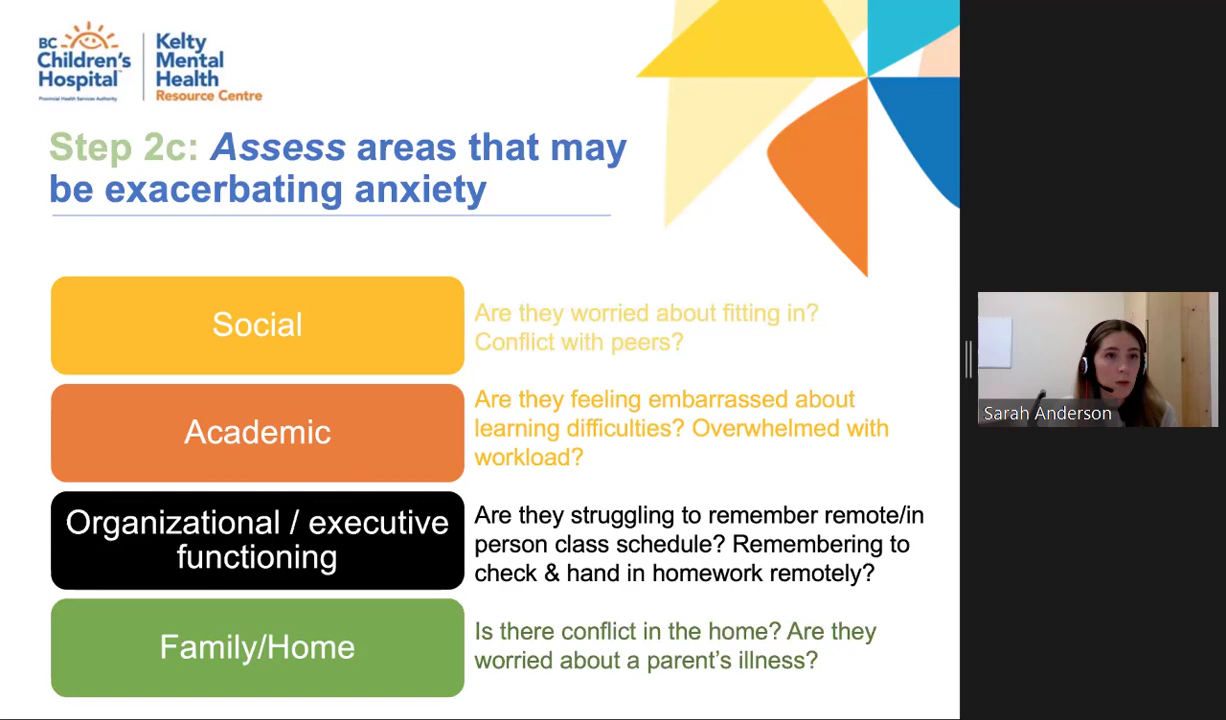 BC
Children's
Hospital
Provincial Health Services Authority
Kelty
Mental
Health
Resource Centre
Step 2c: Assess areas that may
be exacerbating anxiety
Social
Are they worried about fitting in?
Conflict with peers?
Academic
Are they feeling embarrassed about
learning difficulties? Overwhelmed with
workload?
Organizational / executive
functioning
Are they struggling to remember remote/in
person class schedule? Remembering to
check & hand in homework remotely?
Family/Home
Is there conflict in the home? Are they
worried about a parent’s illness?
Sarah Anderson